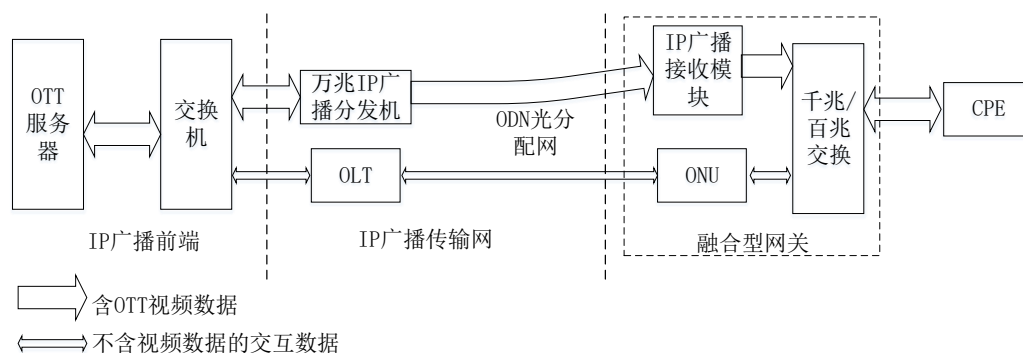 OTT
服务
器
交换
机
万兆IP广
播分发机
OLT
ODN光分
配网
IP广播
接收模
块
ONU
千兆/
百兆
交换
CPE
IP广播前端
IP广播传输网
融合型网关
含OTT视频数据
不含视频数据的交互数据